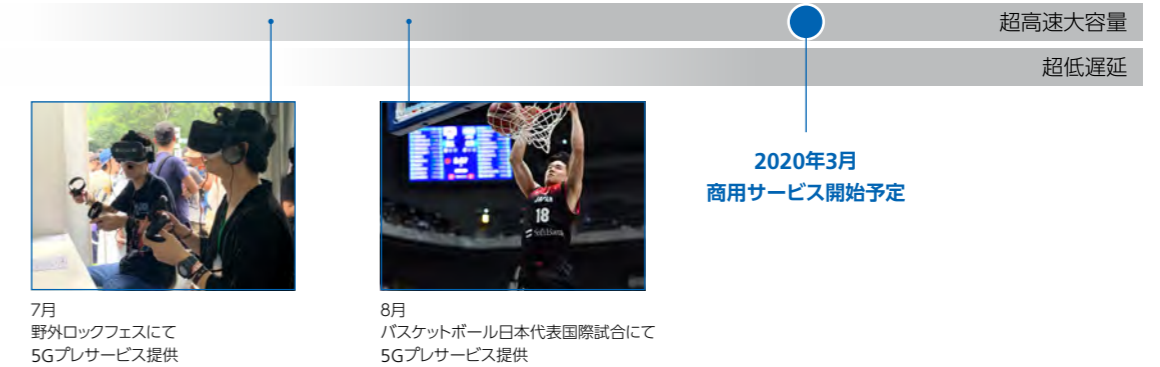 超高速大容量
超低遅延
2020年3月
商用サービス開始予定
JAPAN
18
SoftBank
7月
野外ロックフェスにて
5Gプレサービス提供
8月
バスケットボール日本代表国際試合にて
5Gプレサービス提供